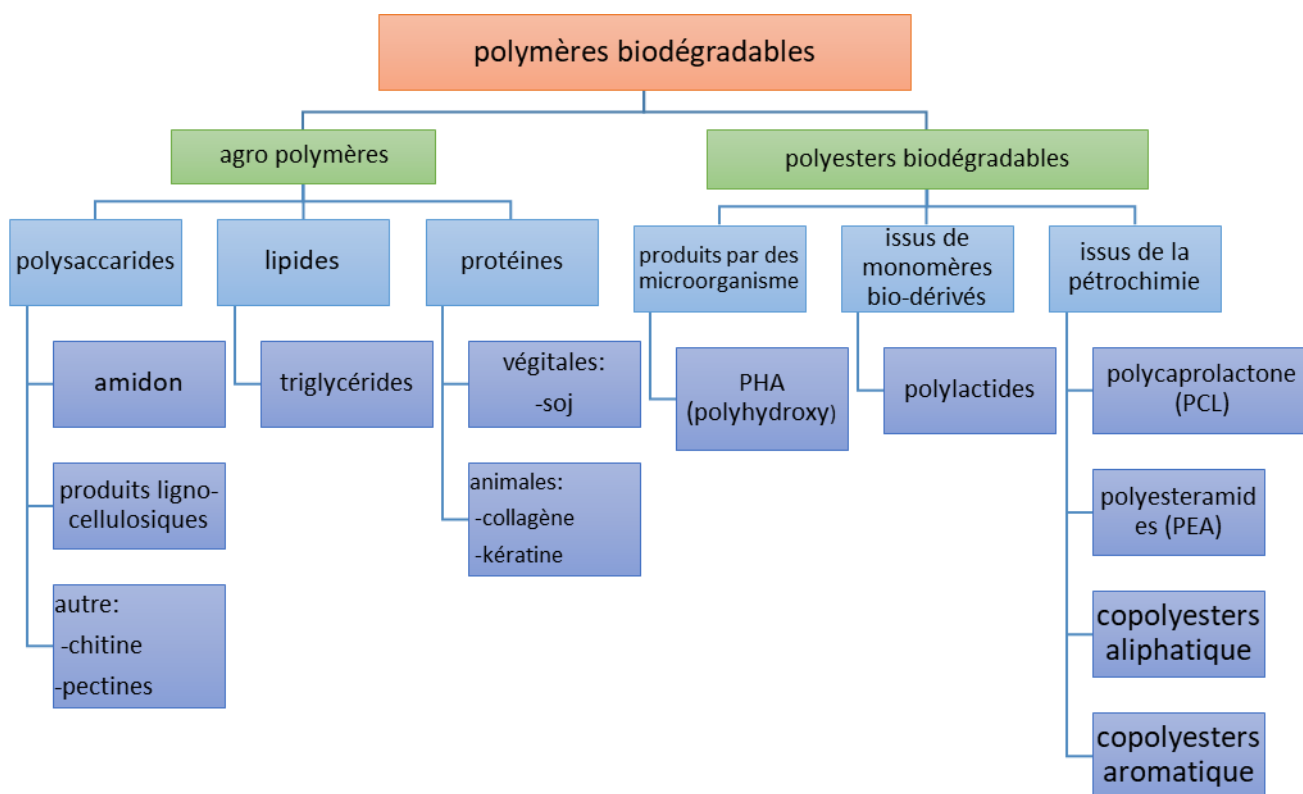 polymères biodégradables
agro polymères
polyesters biodégradables
polysaccarides
lipides
protéines
produits par des
microorganisme
issus de
monomères
bio-dérivés
issus de la
pétrochimie
amidon
triglycérides
végitales:
-soj
PHA
(polyhydroxy)
polylactides
polycaprolactone
(PCL)
produits ligno-
cellulosiques
animales:
-collagène
-kératine
polyesteramid
es (PEA)
autre:
-chitine
-pectines
copolyesters
aliphatique
copolyesters
aromatique